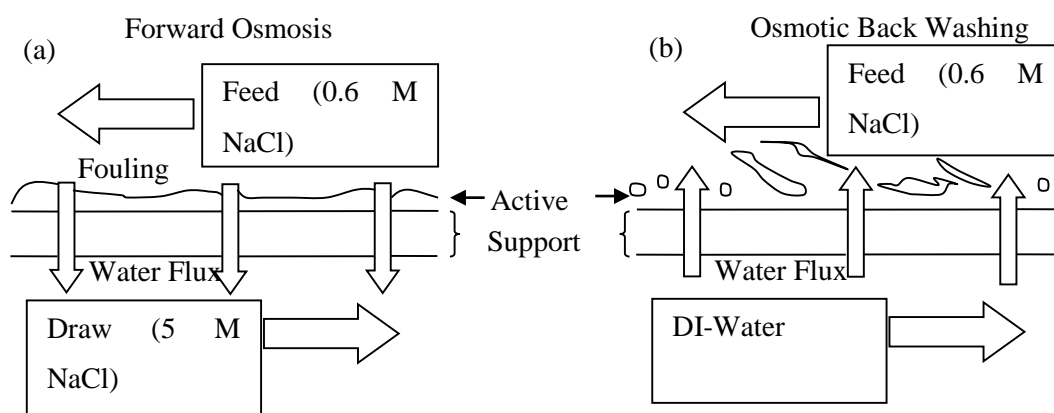 Forward Osmosis
(a)
Feed (0.6 M
NaCl)
Fouling
Water Flux
Draw (5 M
NaCl)
Active
Support
Osmotic Back Washing
(b)
Feed (0.6 M
NaCl)
Water Flux
DI-Water